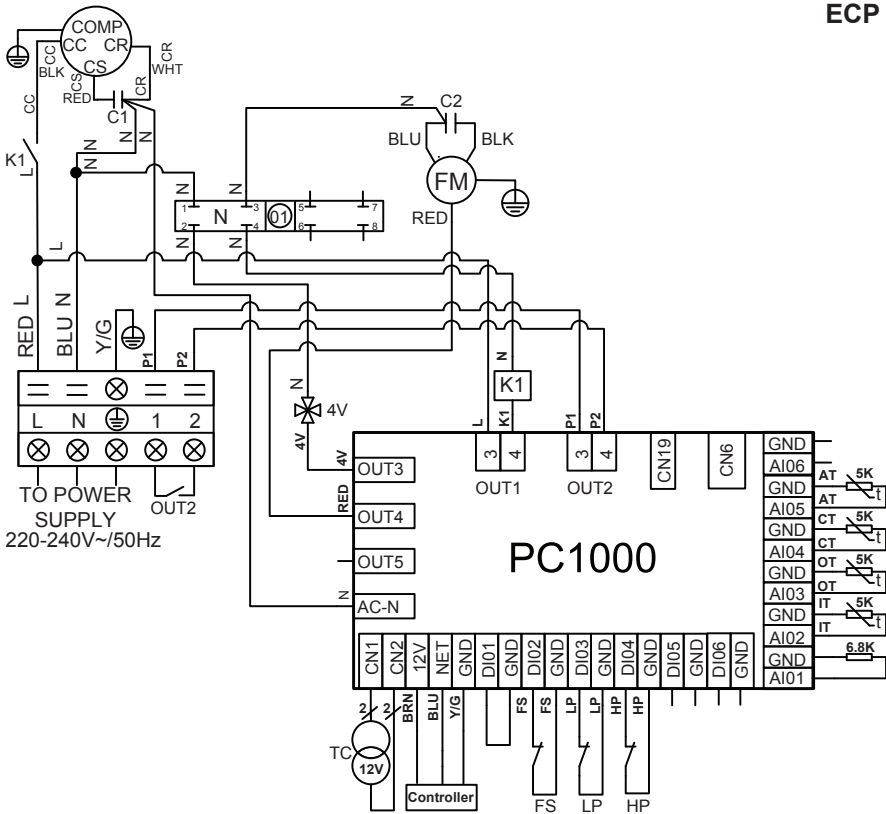 ECP
COMP
CC CR
CS
CC
BLK
CS
RED
CR
WHT
CR
CC
C1
N N N
N N
K1
L
L
N
C2
BLU BLK
FM
RED
N N
1 3 5 7
N 01
2 4 6 8
N N
RED L
BLU N
Y/G
P1
P2
L N 1 2
TO POWER
SUPPLY
220-240V~/50Hz
OUT2
N
4V
4V
N
K1
L K1 P1 P2
3 4 3 4
OUT1 OUT2
CN19
CN6
4V
OUT3
RED
OUT4
OUT5
N
AC-N
PC1000
GND
AI06
GND
AI05
GND
AI04
GND
AI03
GND
AI02
GND
AI01
AT 5K
t
AT
CT 5K
t
CT
OT 5K
t
OT
IT 5K
t
IT
6.8K
CN1 CN2 12V NET GND DI01 GND DI02 GND DI03 GND DI04 GND DI05 GND DI06 GND
2 2 BRN BLU Y/G FS FS LP LP HP HP
TC
12V
Controller
FS LP HP